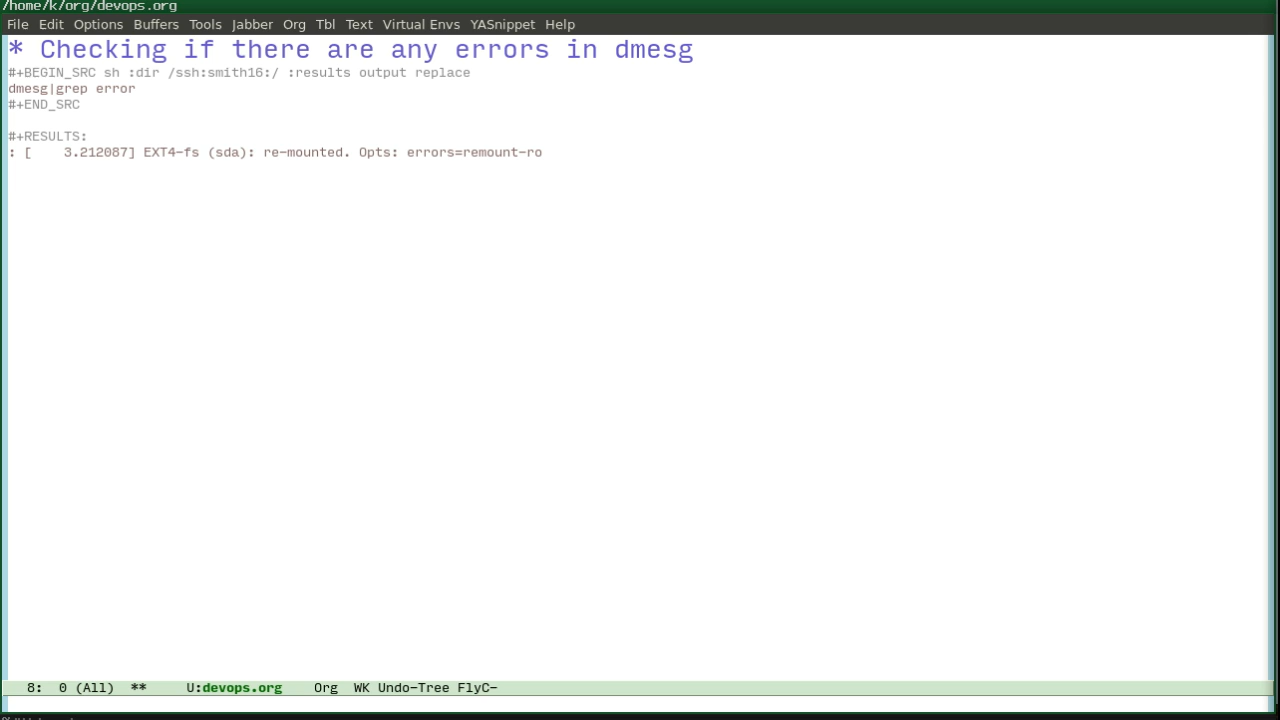 /home/k/org/devops.org
File Edit Options Buffers Tools Jabber Org Tbl Text Virtual Envs YASnippet Help
* Checking if there are any errors in dmesg
#+BEGIN_SRC sh :dir /ssh:smith16:/ :results output replace
dmesg|grep error
#+END_SRC
#+RESULTS:
: [    3.212087] EXT4-fs (sda): re-mounted. Opts: errors=remount-ro
8:  0 (All)  **     U:devops.org    Org  WK Undo-Tree FlyC-